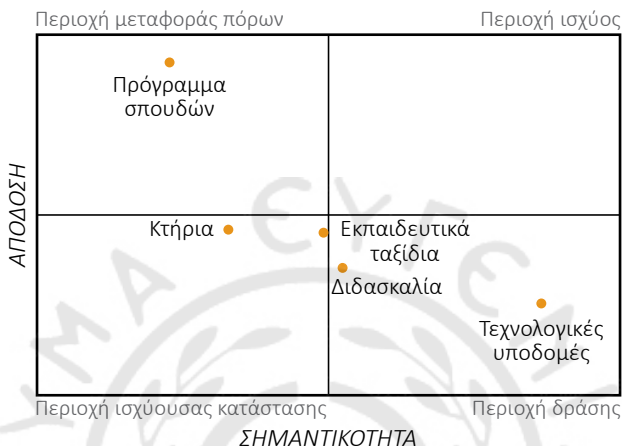 Περιοχή μεταφοράς πόρων
Περιοχή ισχύος
Πρόγραμμα
σπουδών
ΑΠΟΔΟΣΗ
Κτήρια
Εκπαιδευτικά
ταξίδια
Διδασκαλία
Τεχνολογικές
υποδομές
Περιοχή ισχύουσας κατάστασης
Περιοχή δράσης
ΣΗΜΑΝΤΙΚΟΤΗΤΑ